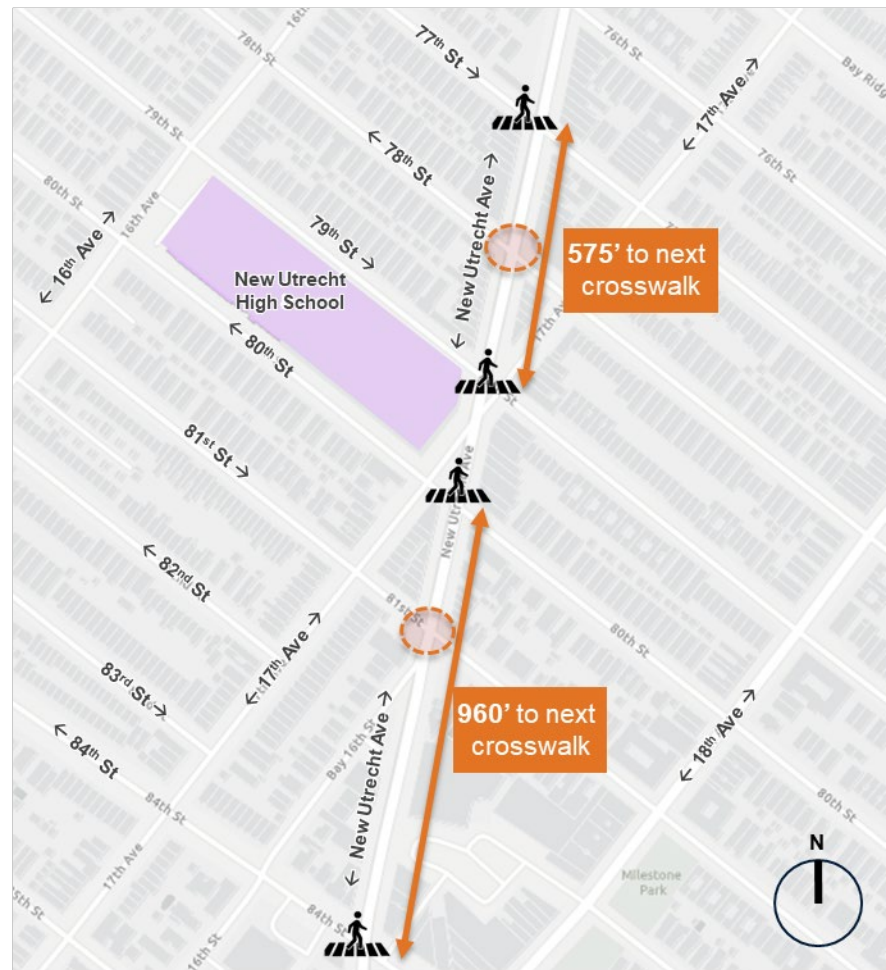 16th
77th St →
76th St
78th St
← 17th Ave →
Bay Ridge
79th St
← 78th St
16th Ave
76th St
80th St
← 16th Ave →
79th St →
← New Utrecht Ave →
575’ to next
crosswalk
New Utrecht
High School
17th Ave
← 80th St
St
81st St →
New Utrecht Ave
← 82nd St
81st St
80th St
← 17th Ave →
83rd St →
960’ to next
crosswalk
← 18th Ave →
← 84th St
Bay 16th St
← New Utrecht Ave →
84th St
80th St
17th Ave
N
Milestone
Park
84th St
16th St